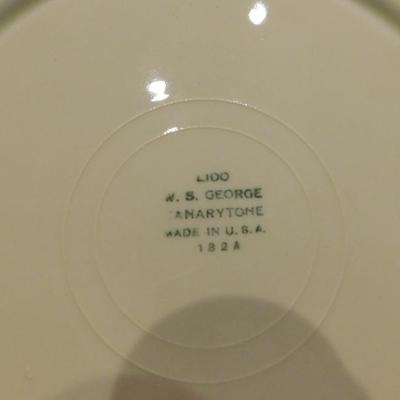 LIDO
W. S. GEORGE
CANARYTONE
MADE IN U.S.A.
182A